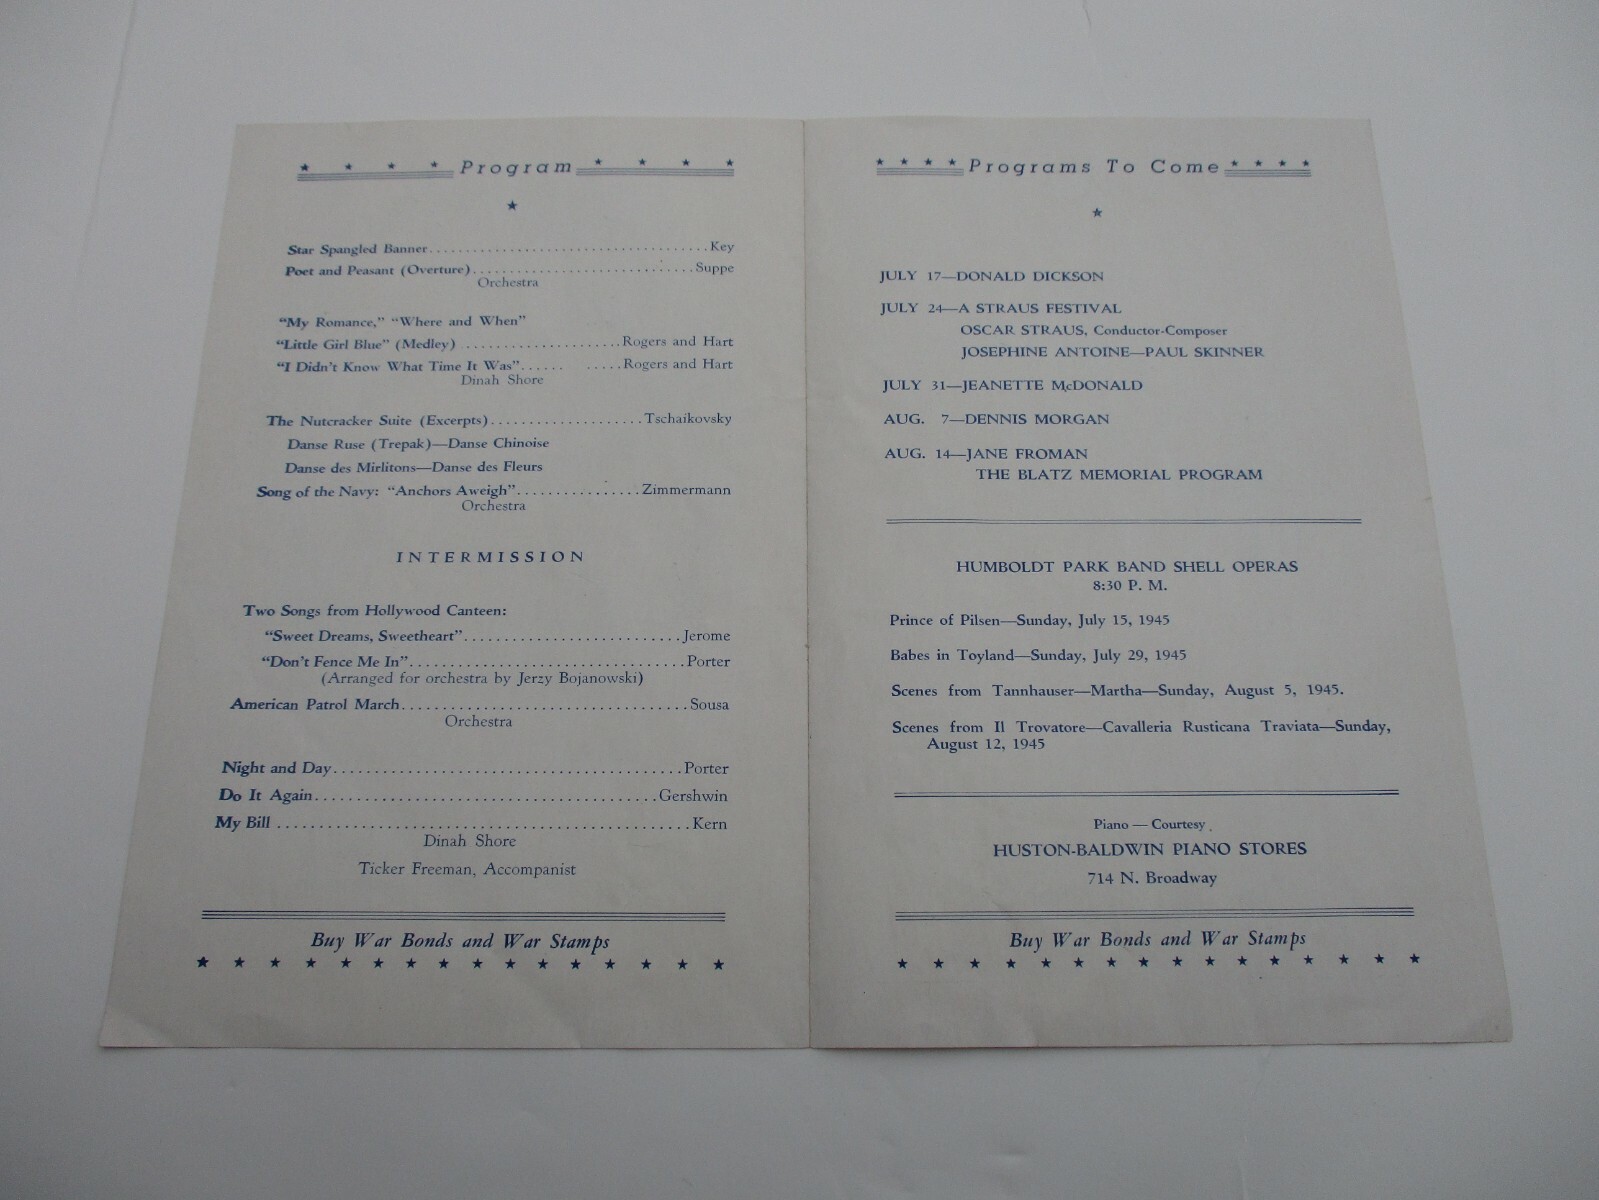 Program
Star Spangled Banner........................................Key
Poet and Peasant (Overture)................................Suppe
Orchestra
"My Romance," "Where and When"
"Little Girl Blue" (Medley) ......................Rogers and Hart
"I Didn't Know What Time It Was"...... .....Rogers and Hart
Dinah Shore
The Nutcracker Suite (Excerpts).....................Tschaikovsky
Danse Ruse (Trepak)—Danse Chinoise
Danse des Mirlitons—Danse des Fleurs
Song of the Navy: "Anchors Aweigh"................Zimmermann
Orchestra
INTERMISSION
Two Songs from Hollywood Canteen:
"Sweet Dreams, Sweetheart"...........................Jerome
"Don't Fence Me In"..................................Porter
(Arranged for orchestra by Jerzy Bojanowski)
American Patrol March...................................Sousa
Orchestra
Night and Day...........................................Porter
Do It Again..........................................Gershwin
My Bill ...................................................Kern
Dinah Shore
Ticker Freeman, Accompanist
Buy War Bonds and War Stamps
Programs To Come
JULY 17—DONALD DICKSON
JULY 24—A STRAUS FESTIVAL
OSCAR STRAUS, Conductor-Composer
JOSEPHINE ANTOINE—PAUL SKINNER
JULY 31—JEANETTE McDONALD
AUG. 7—DENNIS MORGAN
AUG. 14—JANE FROMAN
THE BLATZ MEMORIAL PROGRAM
HUMBOLDT PARK BAND SHELL OPERAS
8:30 P. M.
Prince of Pilsen—Sunday, July 15, 1945
Babes in Toyland—Sunday, July 29, 1945
Scenes from Tannhauser—Martha—Sunday, August 5, 1945.
Scenes from Il Trovatore—Cavalleria Rusticana Traviata—Sunday,
August 12, 1945
Piano — Courtesy
HUSTON-BALDWIN PIANO STORES
714 N. Broadway
Buy War Bonds and War Stamps